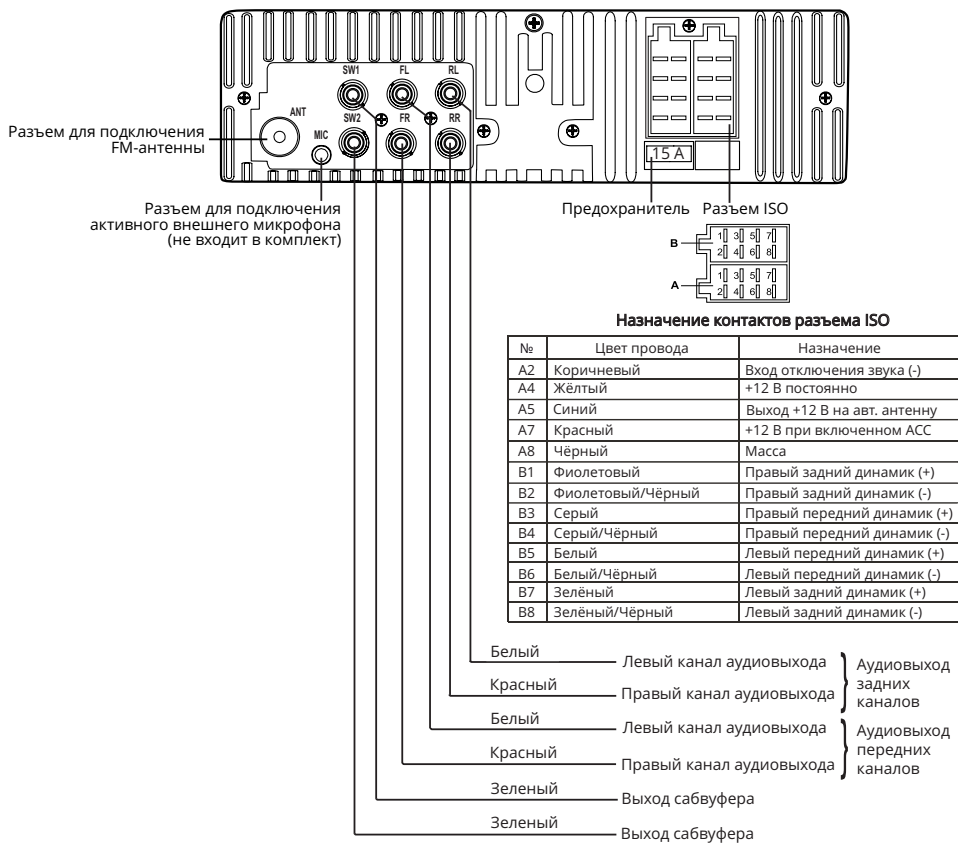 SW1 FL RL
ANT
SW2 FR RR
MIC
15 А
Разъем для подключения
FM-антенны
Разъем для подключения
активного внешнего микрофона
(не входит в комплект)
Предохранитель Разъем ISO
B
1 3 5 7
2 4 6 8
A
1 3 5 7
2 4 6 8
Назначение контактов разъема ISO
№ Цвет провода Назначение
A2 Коричневый Вход отключения звука (-)
A4 Жёлтый +12 В постоянно
A5 Синий Выход +12 В на авт. антенну
A7 Красный +12 В при включенном ACC
A8 Чёрный Масса
B1 Фиолетовый Правый задний динамик (+)
B2 Фиолетовый/Чёрный Правый задний динамик (-)
B3 Серый Правый передний динамик (+)
B4 Серый/Чёрный Правый передний динамик (-)
B5 Белый Левый передний динамик (+)
B6 Белый/Чёрный Левый передний динамик (-)
B7 Зелёный Левый задний динамик (+)
B8 Зелёный/Чёрный Левый задний динамик (-)
Белый Левый канал аудиовыхода
Красный Правый канал аудиовыхода
Аудиовыход
задних
каналов
Белый Левый канал аудиовыхода
Красный Правый канал аудиовыхода
Аудиовыход
передних
каналов
Зеленый Выход сабвуфера
Зеленый Выход сабвуфера